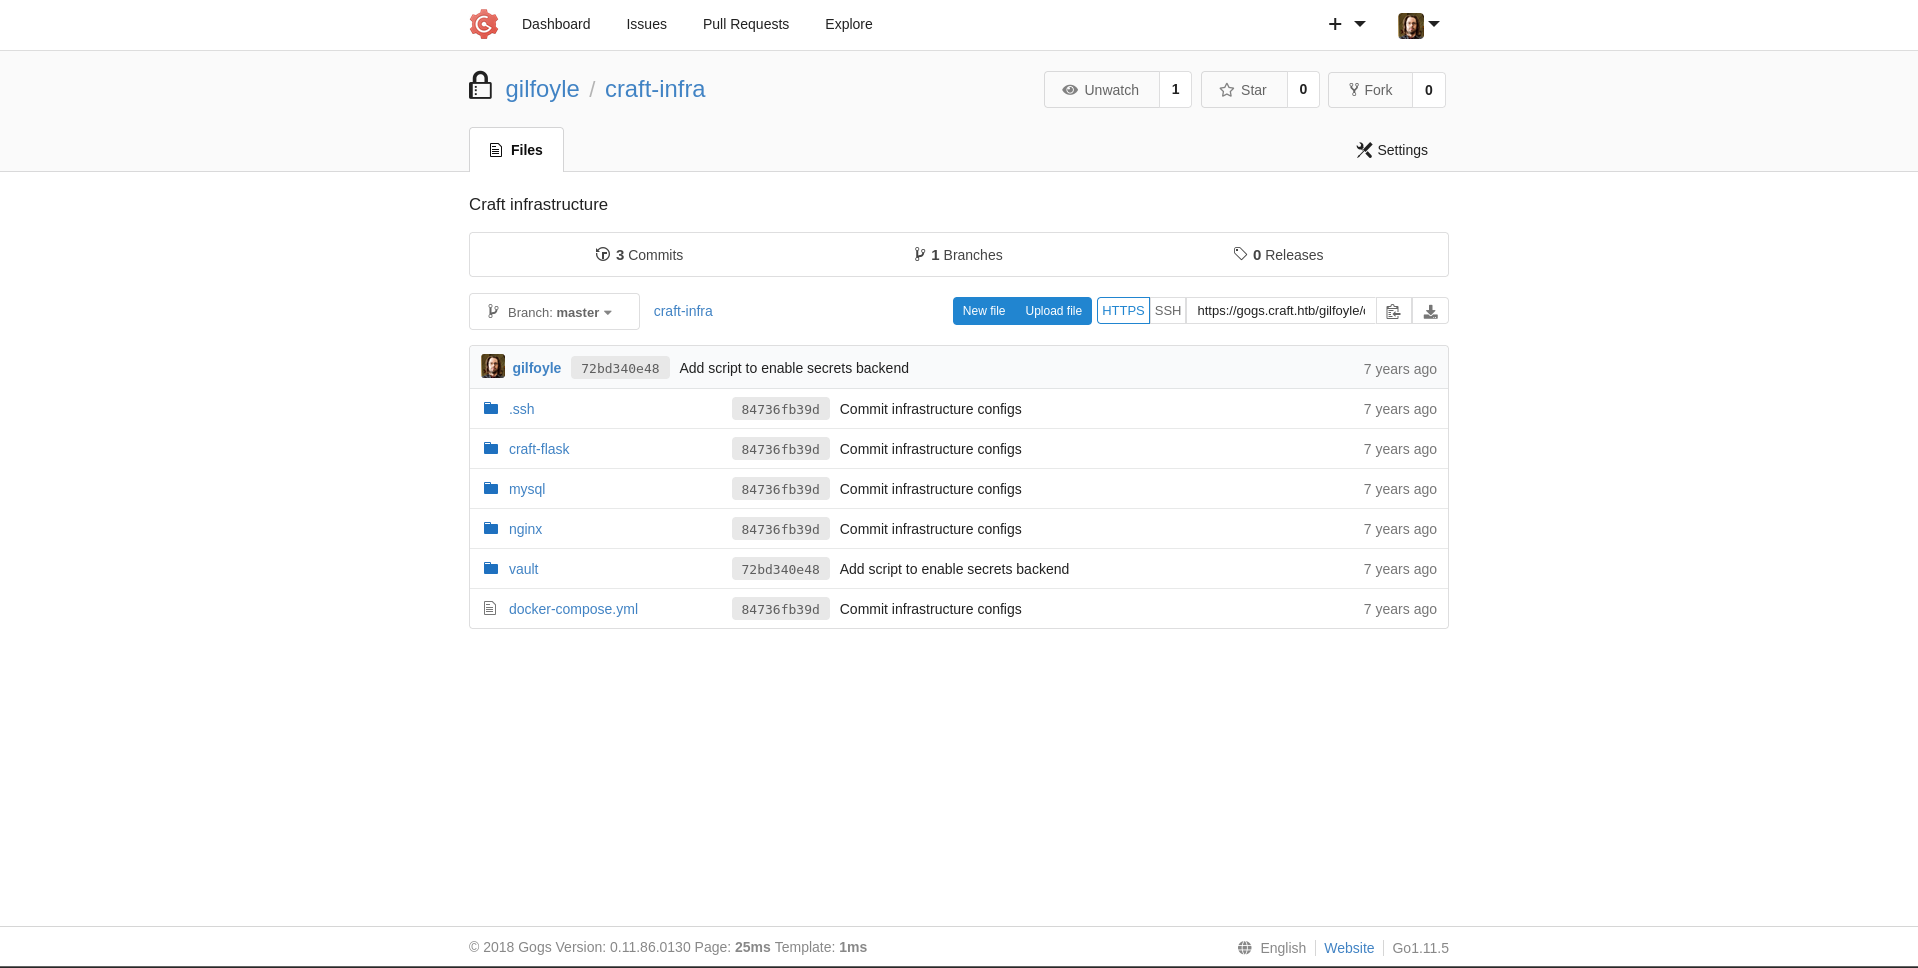 Dashboard Issues Pull Requests Explore
gilfoyle / craft-infra Unwatch 1 Star 0 Fork 0
Files Settings
Craft infrastructure
3 Commits 1 Branches 0 Releases
Branch: master craft-infra New file Upload file HTTPS SSH https://gogs.craft.htb/gilfoyle/
gilfoyle 72bd340e48 Add script to enable secrets backend 7 years ago
.ssh 84736fb39d Commit infrastructure configs 7 years ago
craft-flask 84736fb39d Commit infrastructure configs 7 years ago
mysql 84736fb39d Commit infrastructure configs 7 years ago
nginx 84736fb39d Commit infrastructure configs 7 years ago
vault 72bd340e48 Add script to enable secrets backend 7 years ago
docker-compose.yml 84736fb39d Commit infrastructure configs 7 years ago
© 2018 Gogs Version: 0.11.86.0130 Page: 25ms Template: 1ms English Website Go1.11.5